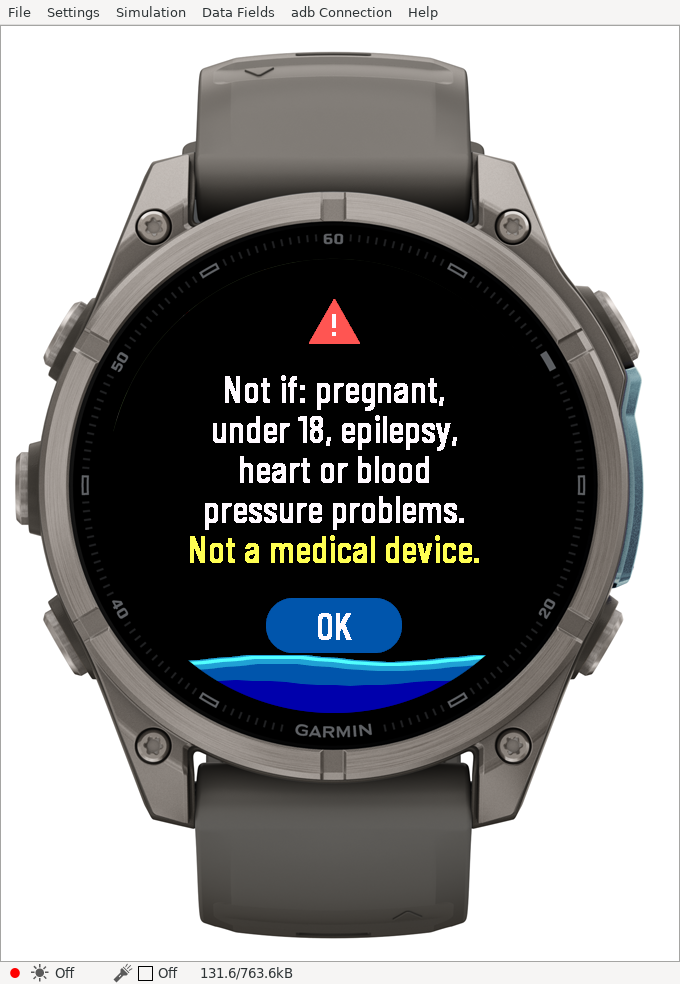 File Settings Simulation Data Fields adb Connection Help
60
50
!
Not if: pregnant,
under 18, epilepsy,
heart or blood
pressure problems.
Not a medical device.
OK
40
20
GARMIN
Off Off 131.6/763.6kB